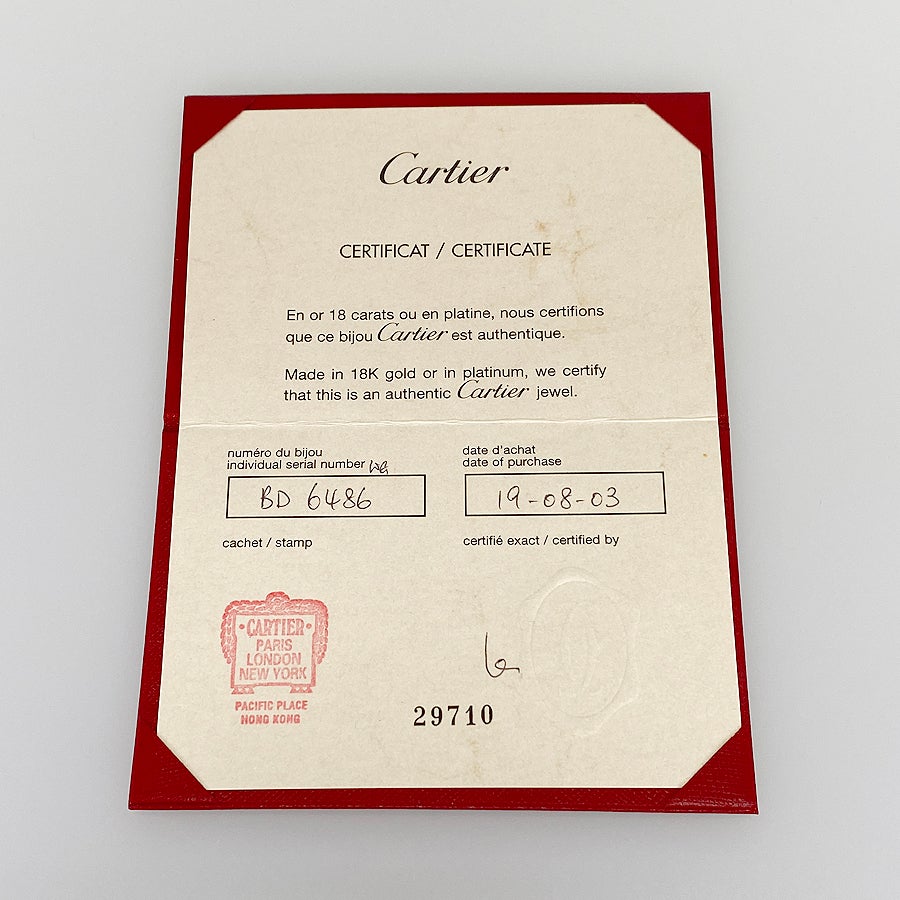 Cartier
CERTIFICAT / CERTIFICATE
En or 18 carats ou en platine, nous certifions
que ce bijou Cartier est authentique.
Made in 18K gold or in platinum, we certify
that this is an authentic Cartier jewel.
numéro du bijou
individual serial number
BD 6486
date d'achat
date of purchase
19-08-03
cachet / stamp
certifié exact / certified by
·CARTIER·
PARIS
LONDON
NEW YORK
PACIFIC PLACE
HONG KONG
29710